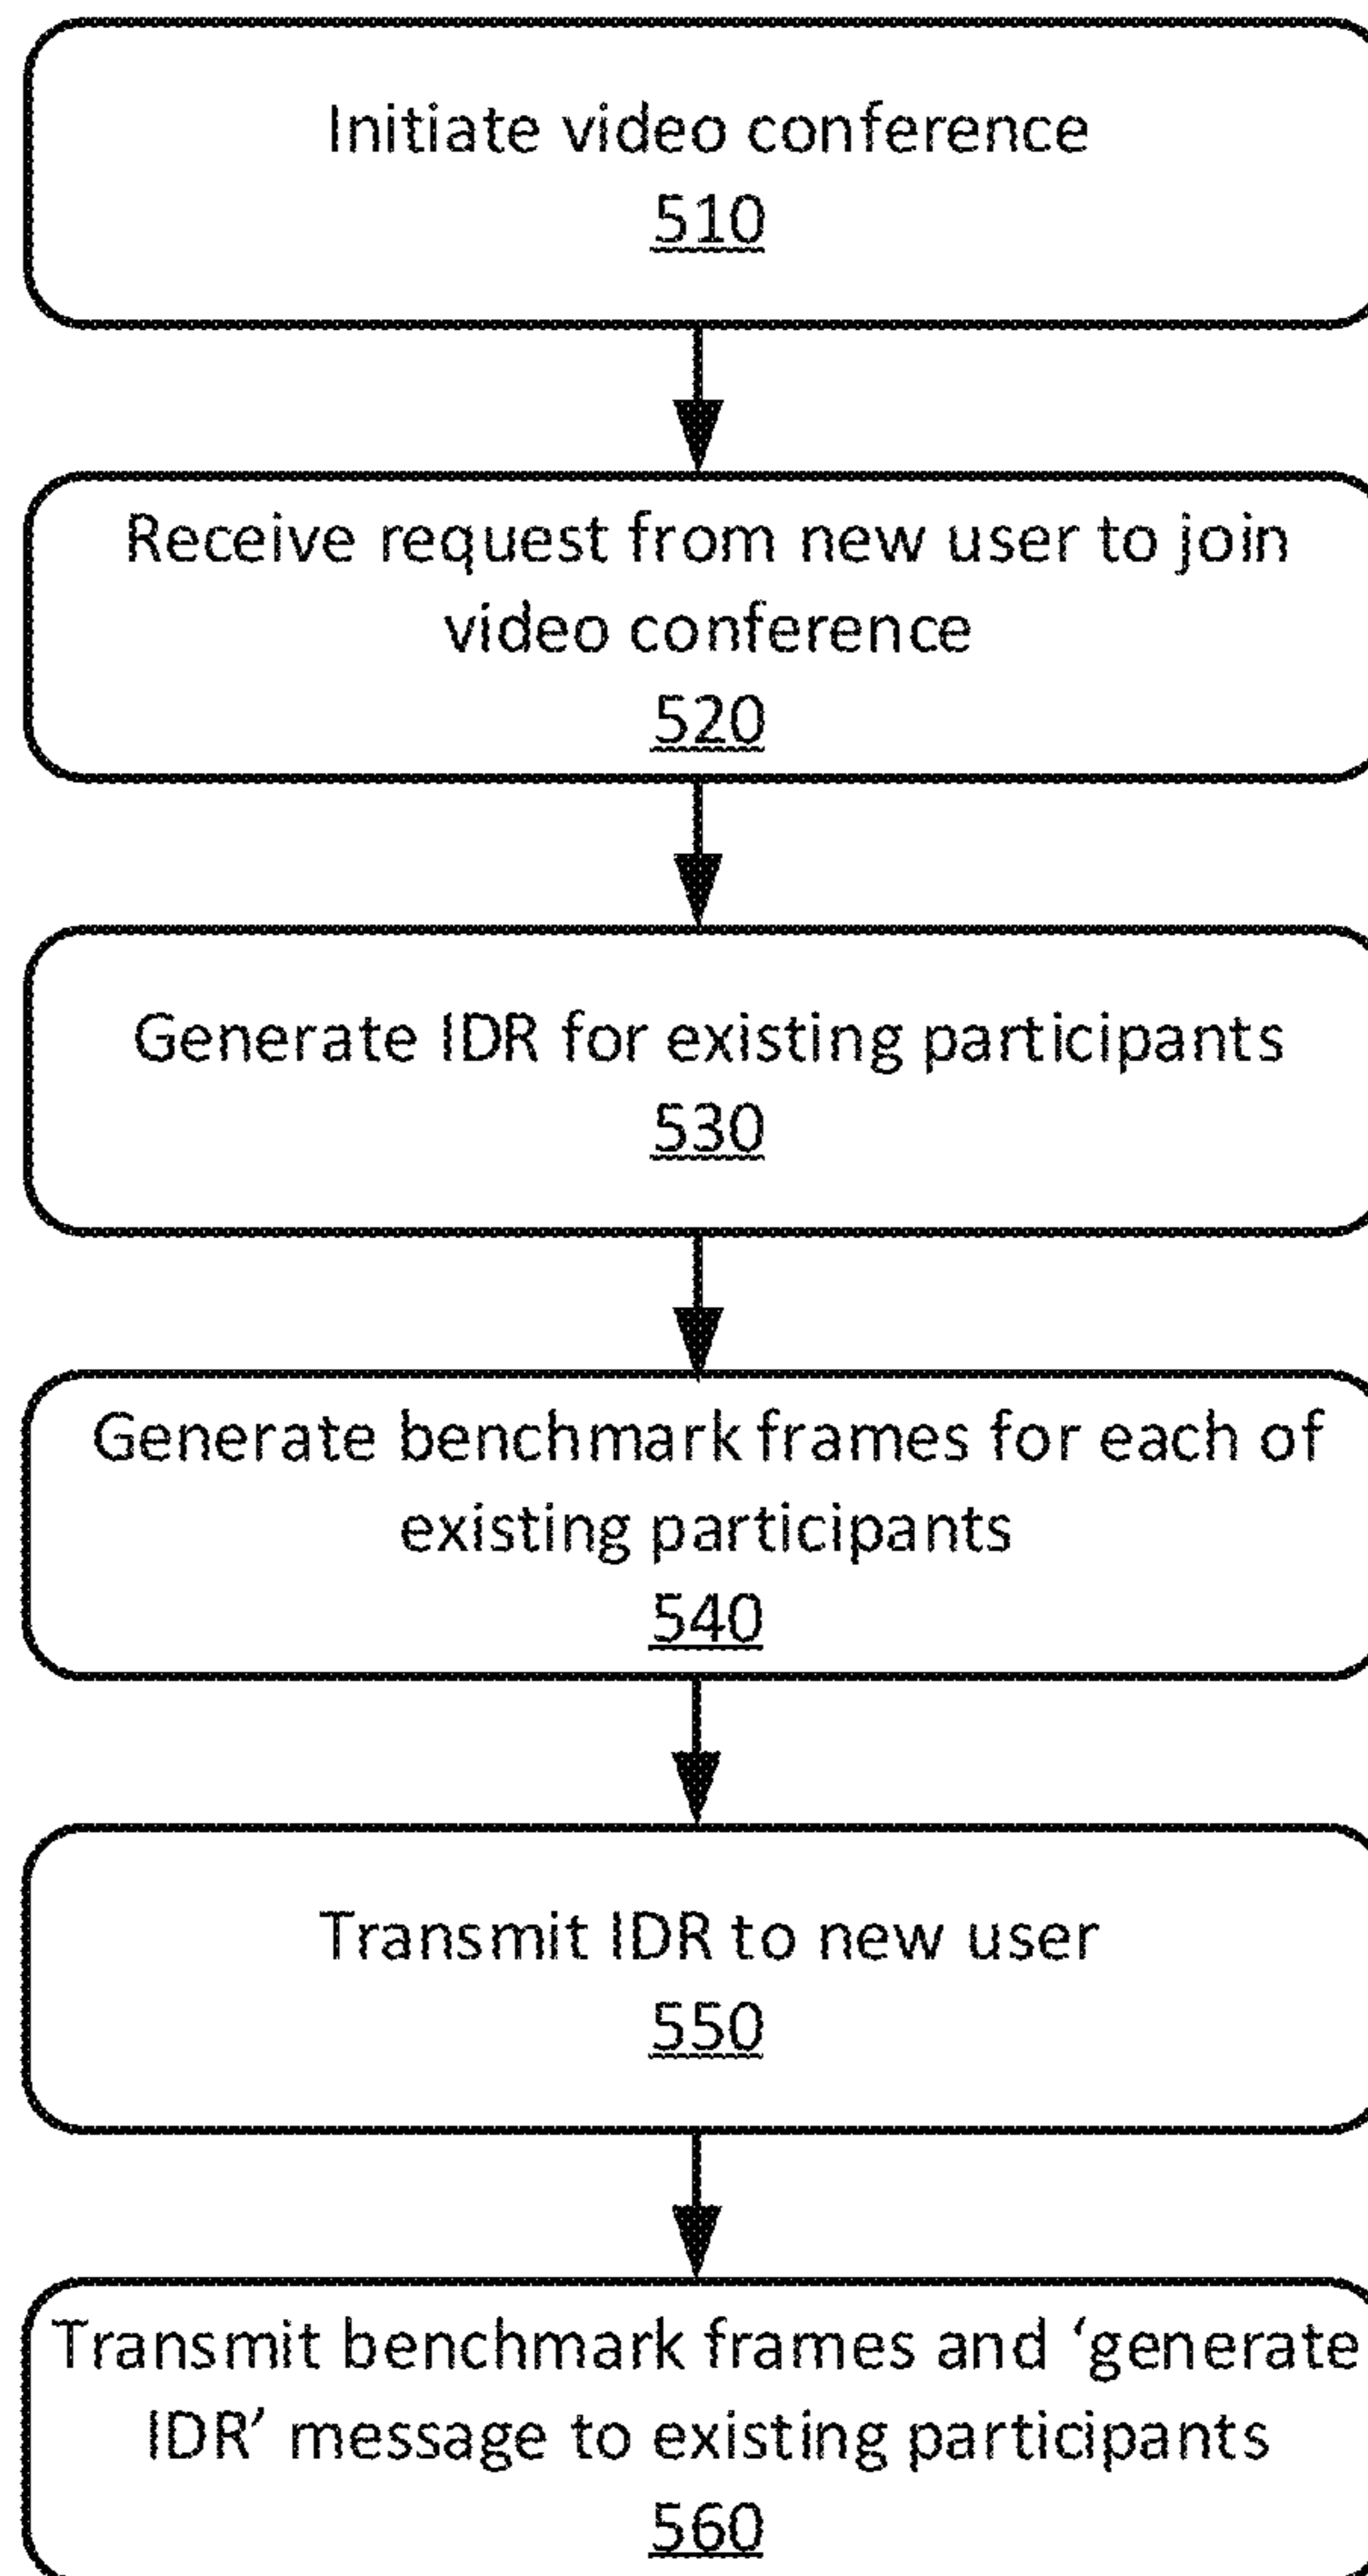 Initiate video conference
510
Receive request from new user to join
video conference
520
Generate IDR for existing participants
530
Generate benchmark frames for each of
existing participants
540
Transmit IDR to new user
550
Transmit benchmark frames and ‘generate
IDR’ message to existing participants
560